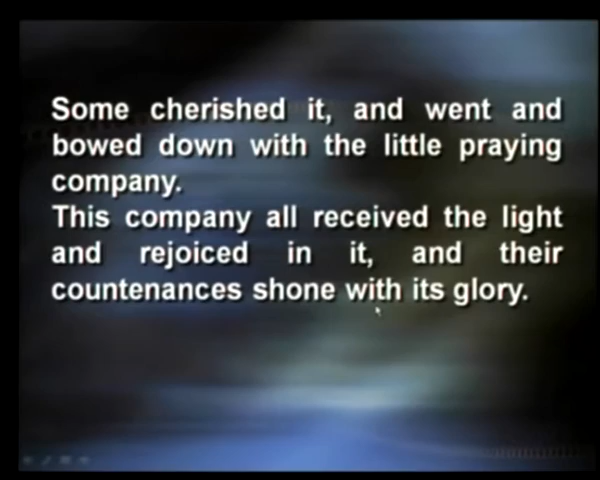 Some cherished it, and went and
bowed down with the little praying
company.
This company all received the light
and rejoiced in it, and their
countenances shone with its glory.